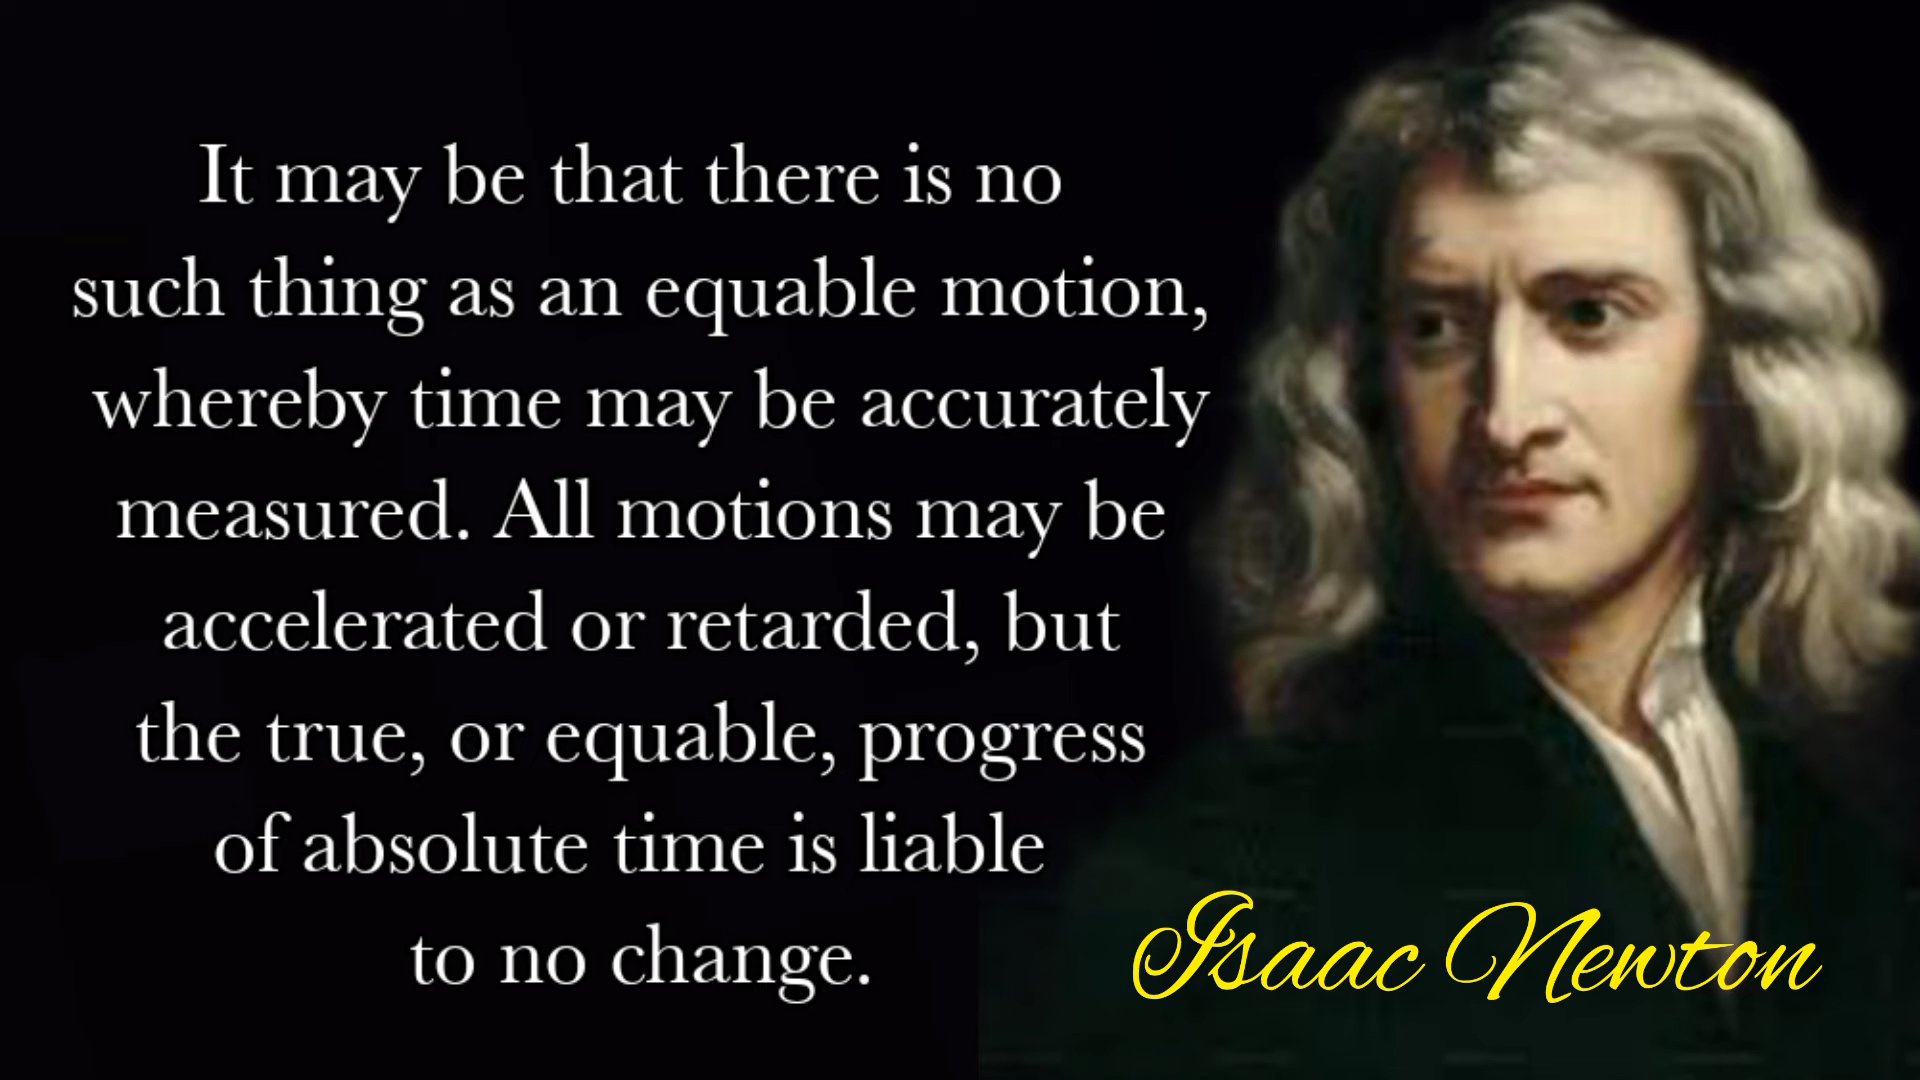 It may be that there is no
such thing as an equable motion,
whereby time may be accurately
measured. All motions may be
accelerated or retarded, but
the true, or equable, progress
of absolute time is liable
to no change.
Isaac Newton